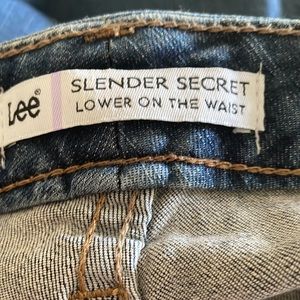 Lee®
SLENDER SECRET
LOWER ON THE WAIST